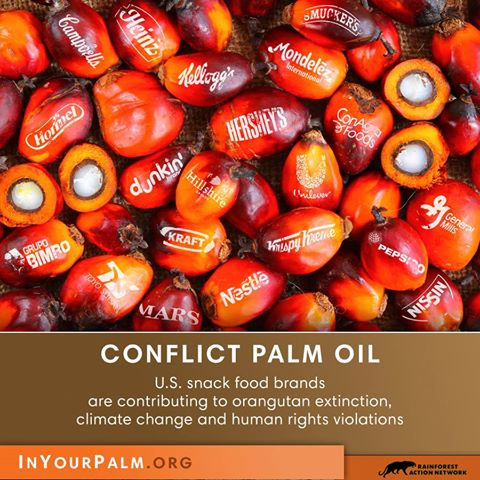 SMUCKER'S
Campbell's
Heinz
Mondelēz
International
Kellogg's
ConAgra
Foods
Hormel
HERSHEY'S
dunkin'
Hillshire
Unilever
General
Mills
KRAFT
Krispy Kreme
GRUPO
BIMBO
PEPSICO
Nestlé
MARS
NISSIN
CONFLICT PALM OIL
U.S. snack food brands
are contributing to orangutan extinction,
climate change and human rights violations
INYOURPALM.ORG
RAINFOREST
ACTION NETWORK